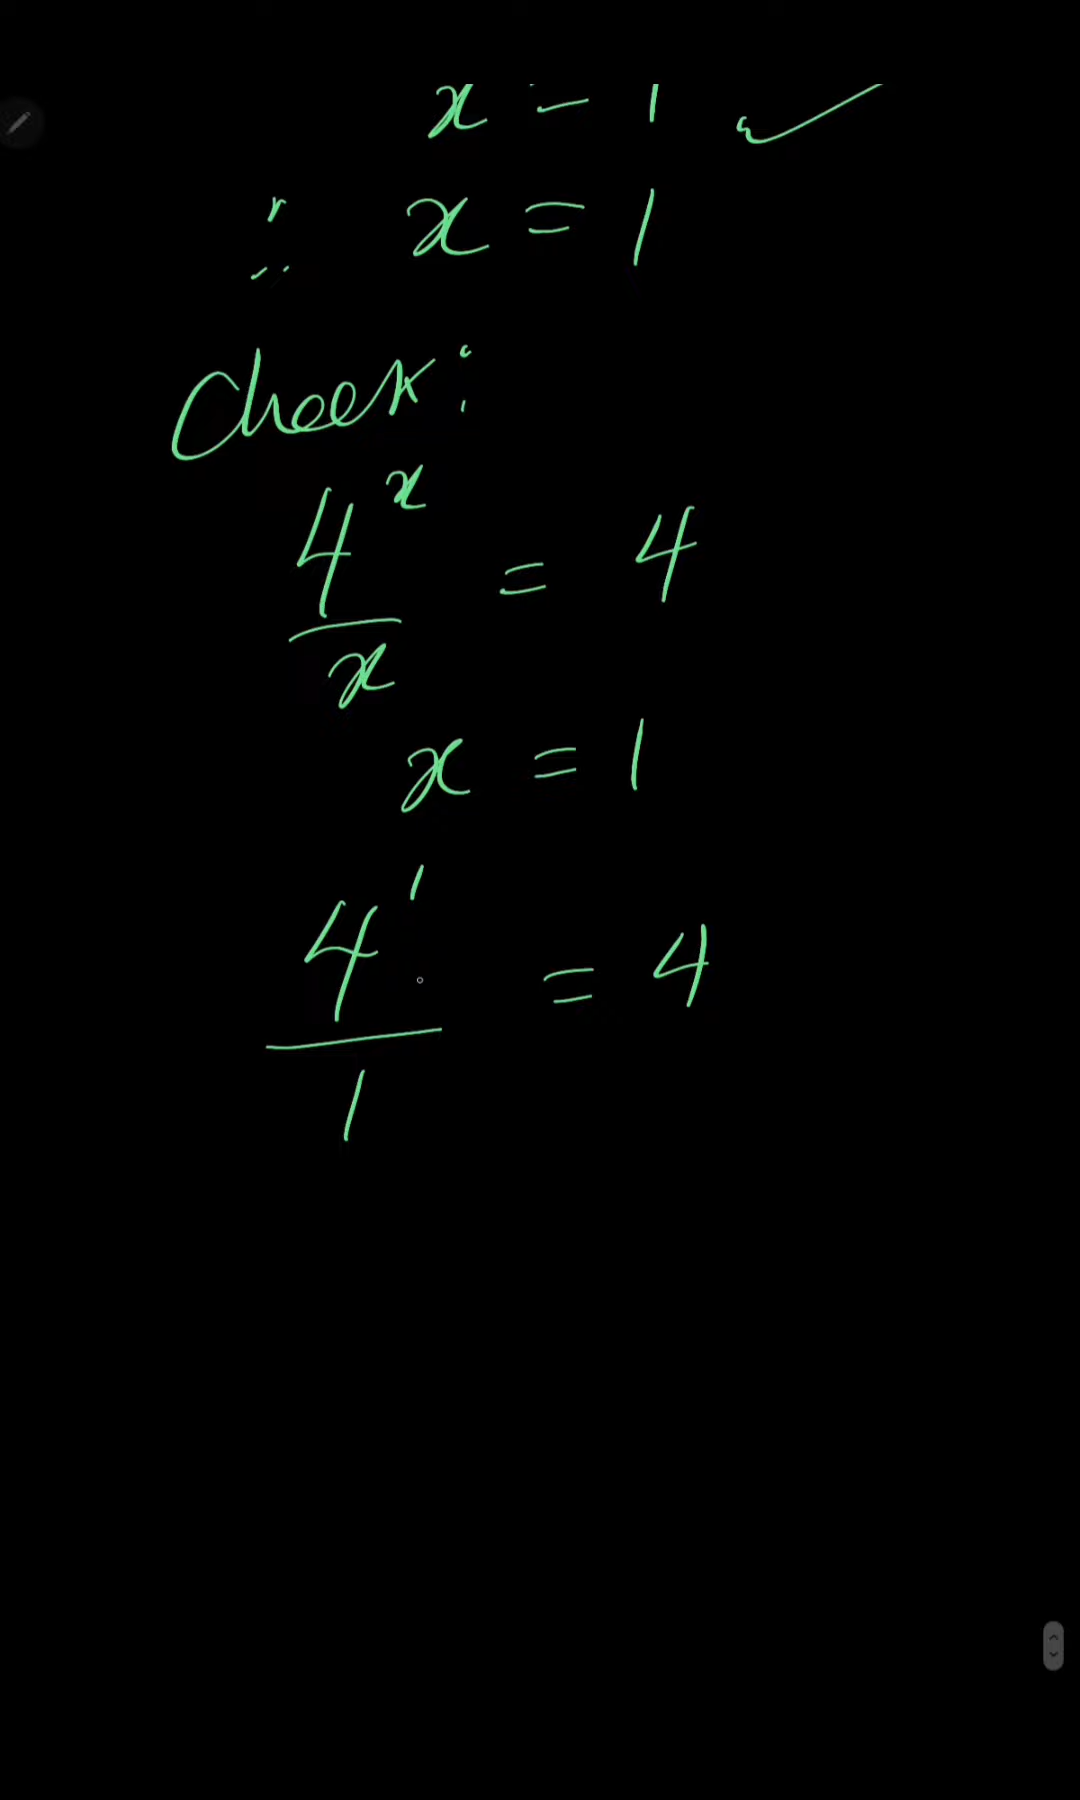 x = 1 ✓
∴ x = 1
Check:
4^x / x = 4
x = 1
4^1 / 1 = 4